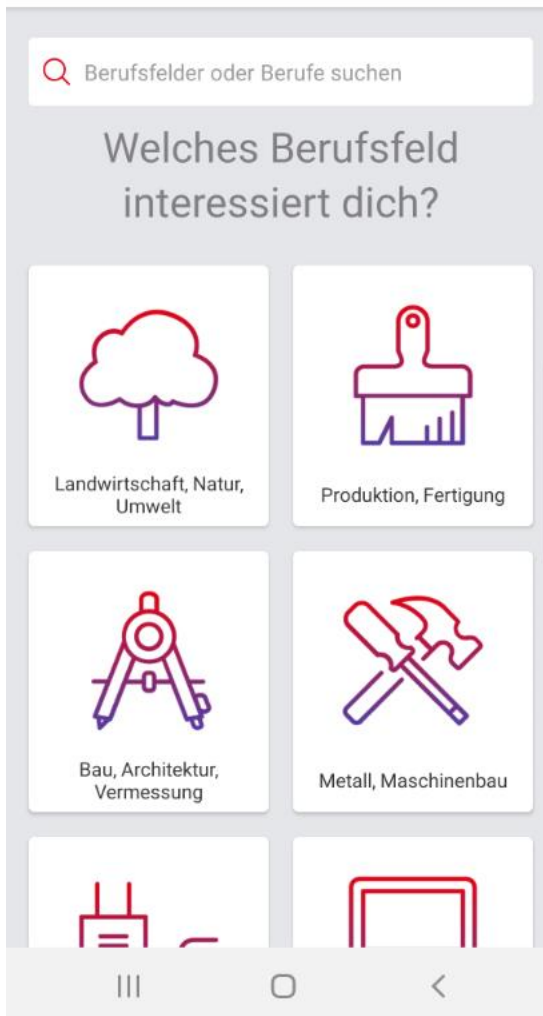 Berufsfelder oder Berufe suchen
Welches Berufsfeld
interessiert dich?
Landwirtschaft, Natur,
Umwelt
Produktion, Fertigung
Bau, Architektur,
Vermessung
Metall, Maschinenbau